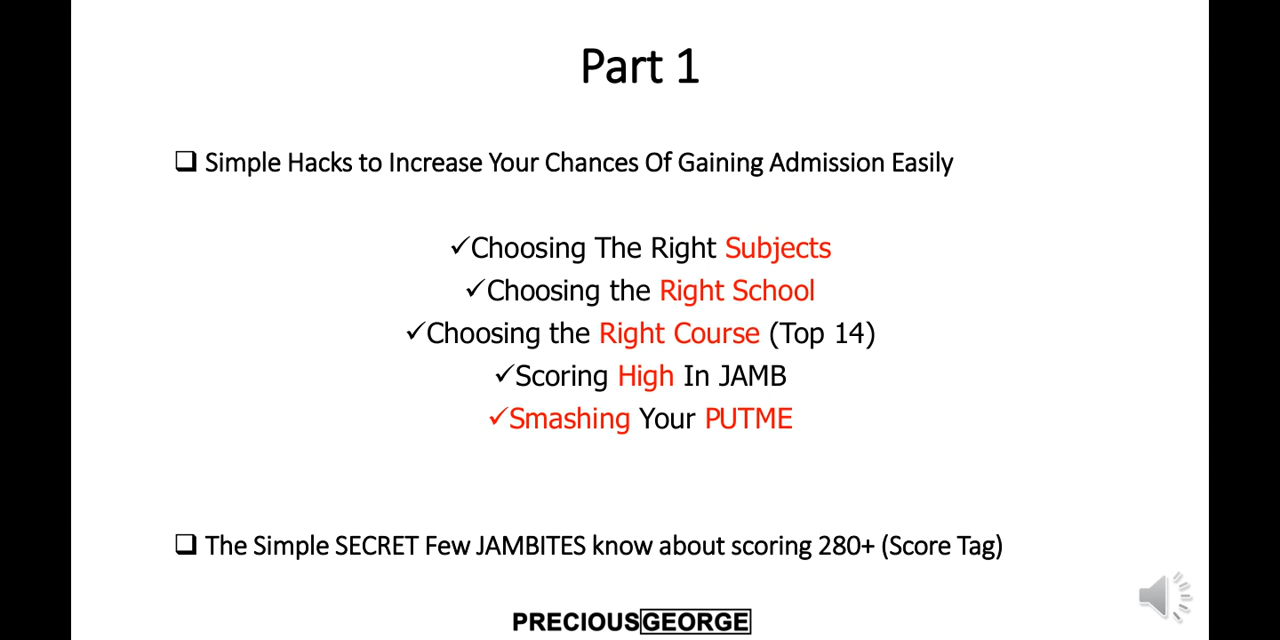 Part 1
Simple Hacks to Increase Your Chances Of Gaining Admission Easily
Choosing The Right Subjects
Choosing the Right School
Choosing the Right Course (Top 14)
Scoring High In JAMB
Smashing Your PUTME
The Simple SECRET Few JAMBITES know about scoring 280+ (Score Tag)
PRECIOUSGEORGE